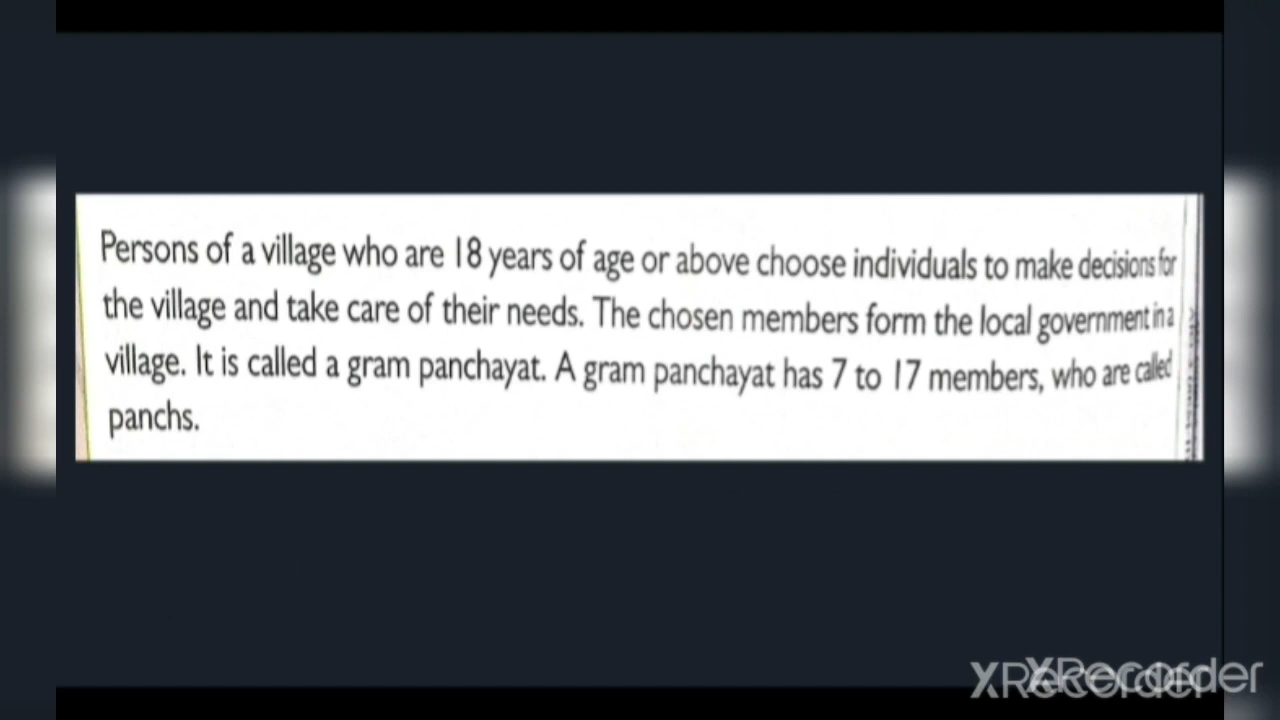 Persons of a village who are 18 years of age or above choose individuals to make decisions for
the village and take care of their needs. The chosen members form the local government in a
village. It is called a gram panchayat. A gram panchayat has 7 to 17 members, who are called
panchs.
XRecorder
XRecorder